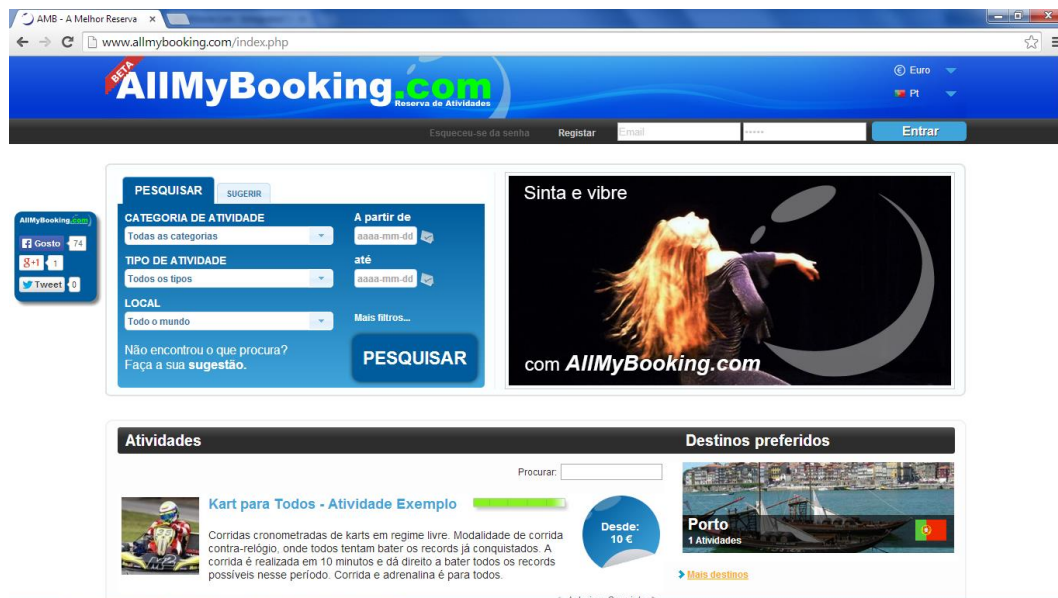 AMB - A Melhor Reserva
www.allmybooking.com/index.php
BETA
AllMyBooking.com
Reserva de Atividades
Euro
Pt
Esqueceu-se da senha Registar Email ••••• Entrar
PESQUISAR SUGERIR
CATEGORIA DE ATIVIDADE A partir de
Todas as categorias aaaa-mm-dd
TIPO DE ATIVIDADE até
Todos os tipos aaaa-mm-dd
LOCAL
Todo o mundo Mais filtros...
Não encontrou o que procura?
Faça a sua sugestão.
PESQUISAR
Sinta e vibre
com AllMyBooking.com
AllMyBooking.com
Gosto 74
g+1 1
Tweet 0
Atividades Destinos preferidos
Procurar:
Kart para Todos - Atividade Exemplo
Desde:
10 €
Corridas cronometradas de karts em regime livre. Modalidade de corrida
contra-relógio, onde todos tentam bater os records já conquistados. A
corrida é realizada em 10 minutos e dá direito a bater todos os records
possíveis nesse período. Corrida e adrenalina é para todos.
Porto
1 Atividades
Mais destinos